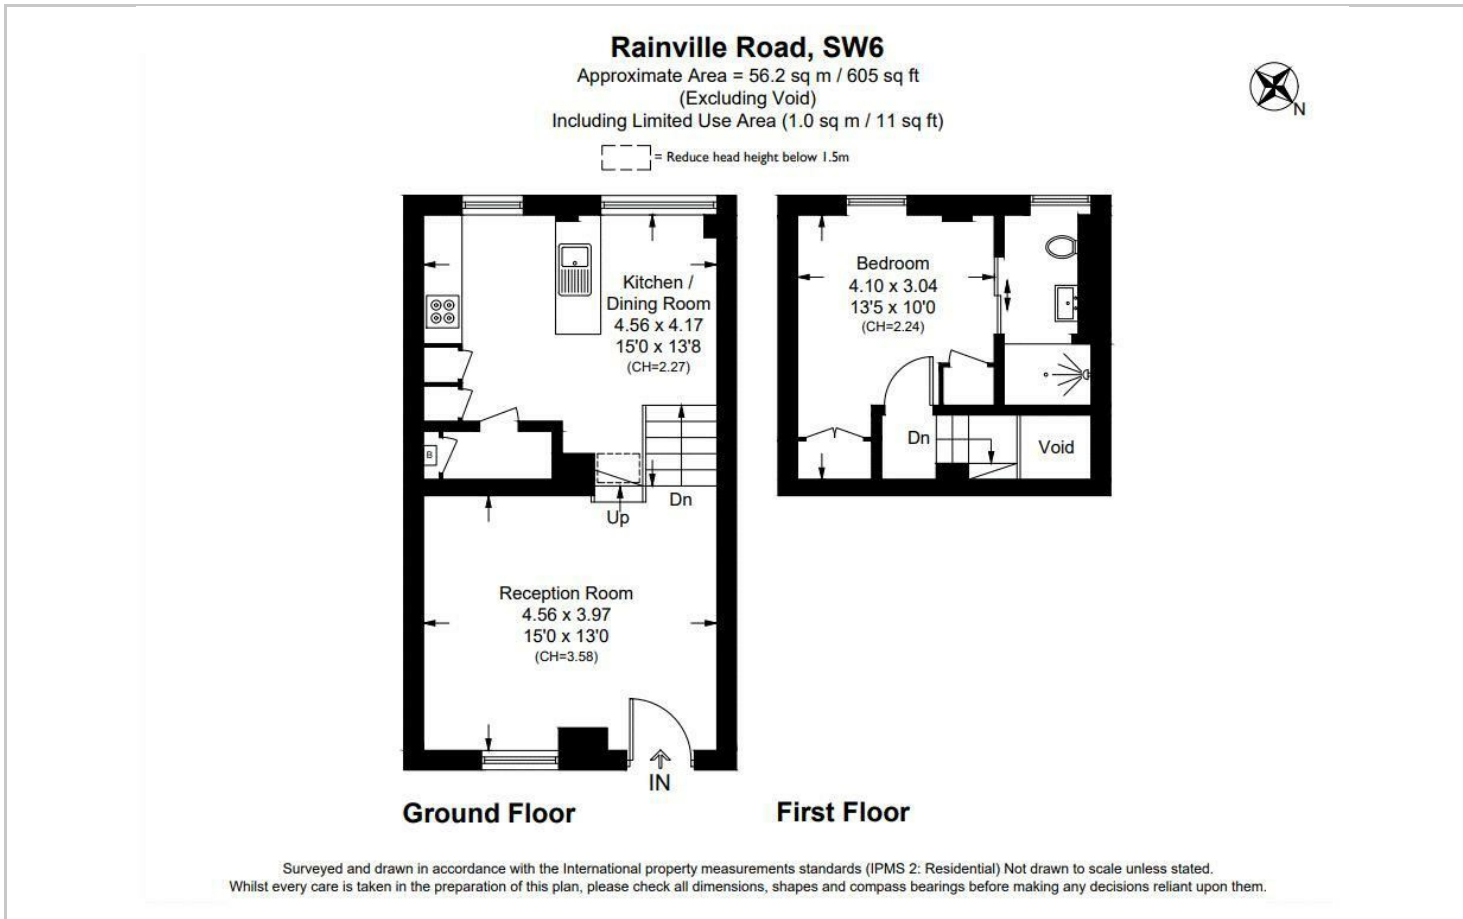 Rainville Road, SW6
Approximate Area = 56.2 sq m / 605 sq ft
(Excluding Void)
Including Limited Use Area (1.0 sq m / 11 sq ft)
= Reduce head height below 1.5m
N
Kitchen /
Dining Room
4.56 x 4.17
15'0 x 13'8
(CH=2.27)
B
Dn
Up
Reception Room
4.56 x 3.97
15'0 x 13'0
(CH=3.58)
IN
Ground Floor
Bedroom
4.10 x 3.04
13'5 x 10'0
(CH=2.24)
Dn
Void
First Floor
Surveyed and drawn in accordance with the International property measurements standards (IPMS 2: Residential) Not drawn to scale unless stated.
Whilst every care is taken in the preparation of this plan, please check all dimensions, shapes and compass bearings before making any decisions reliant upon them.